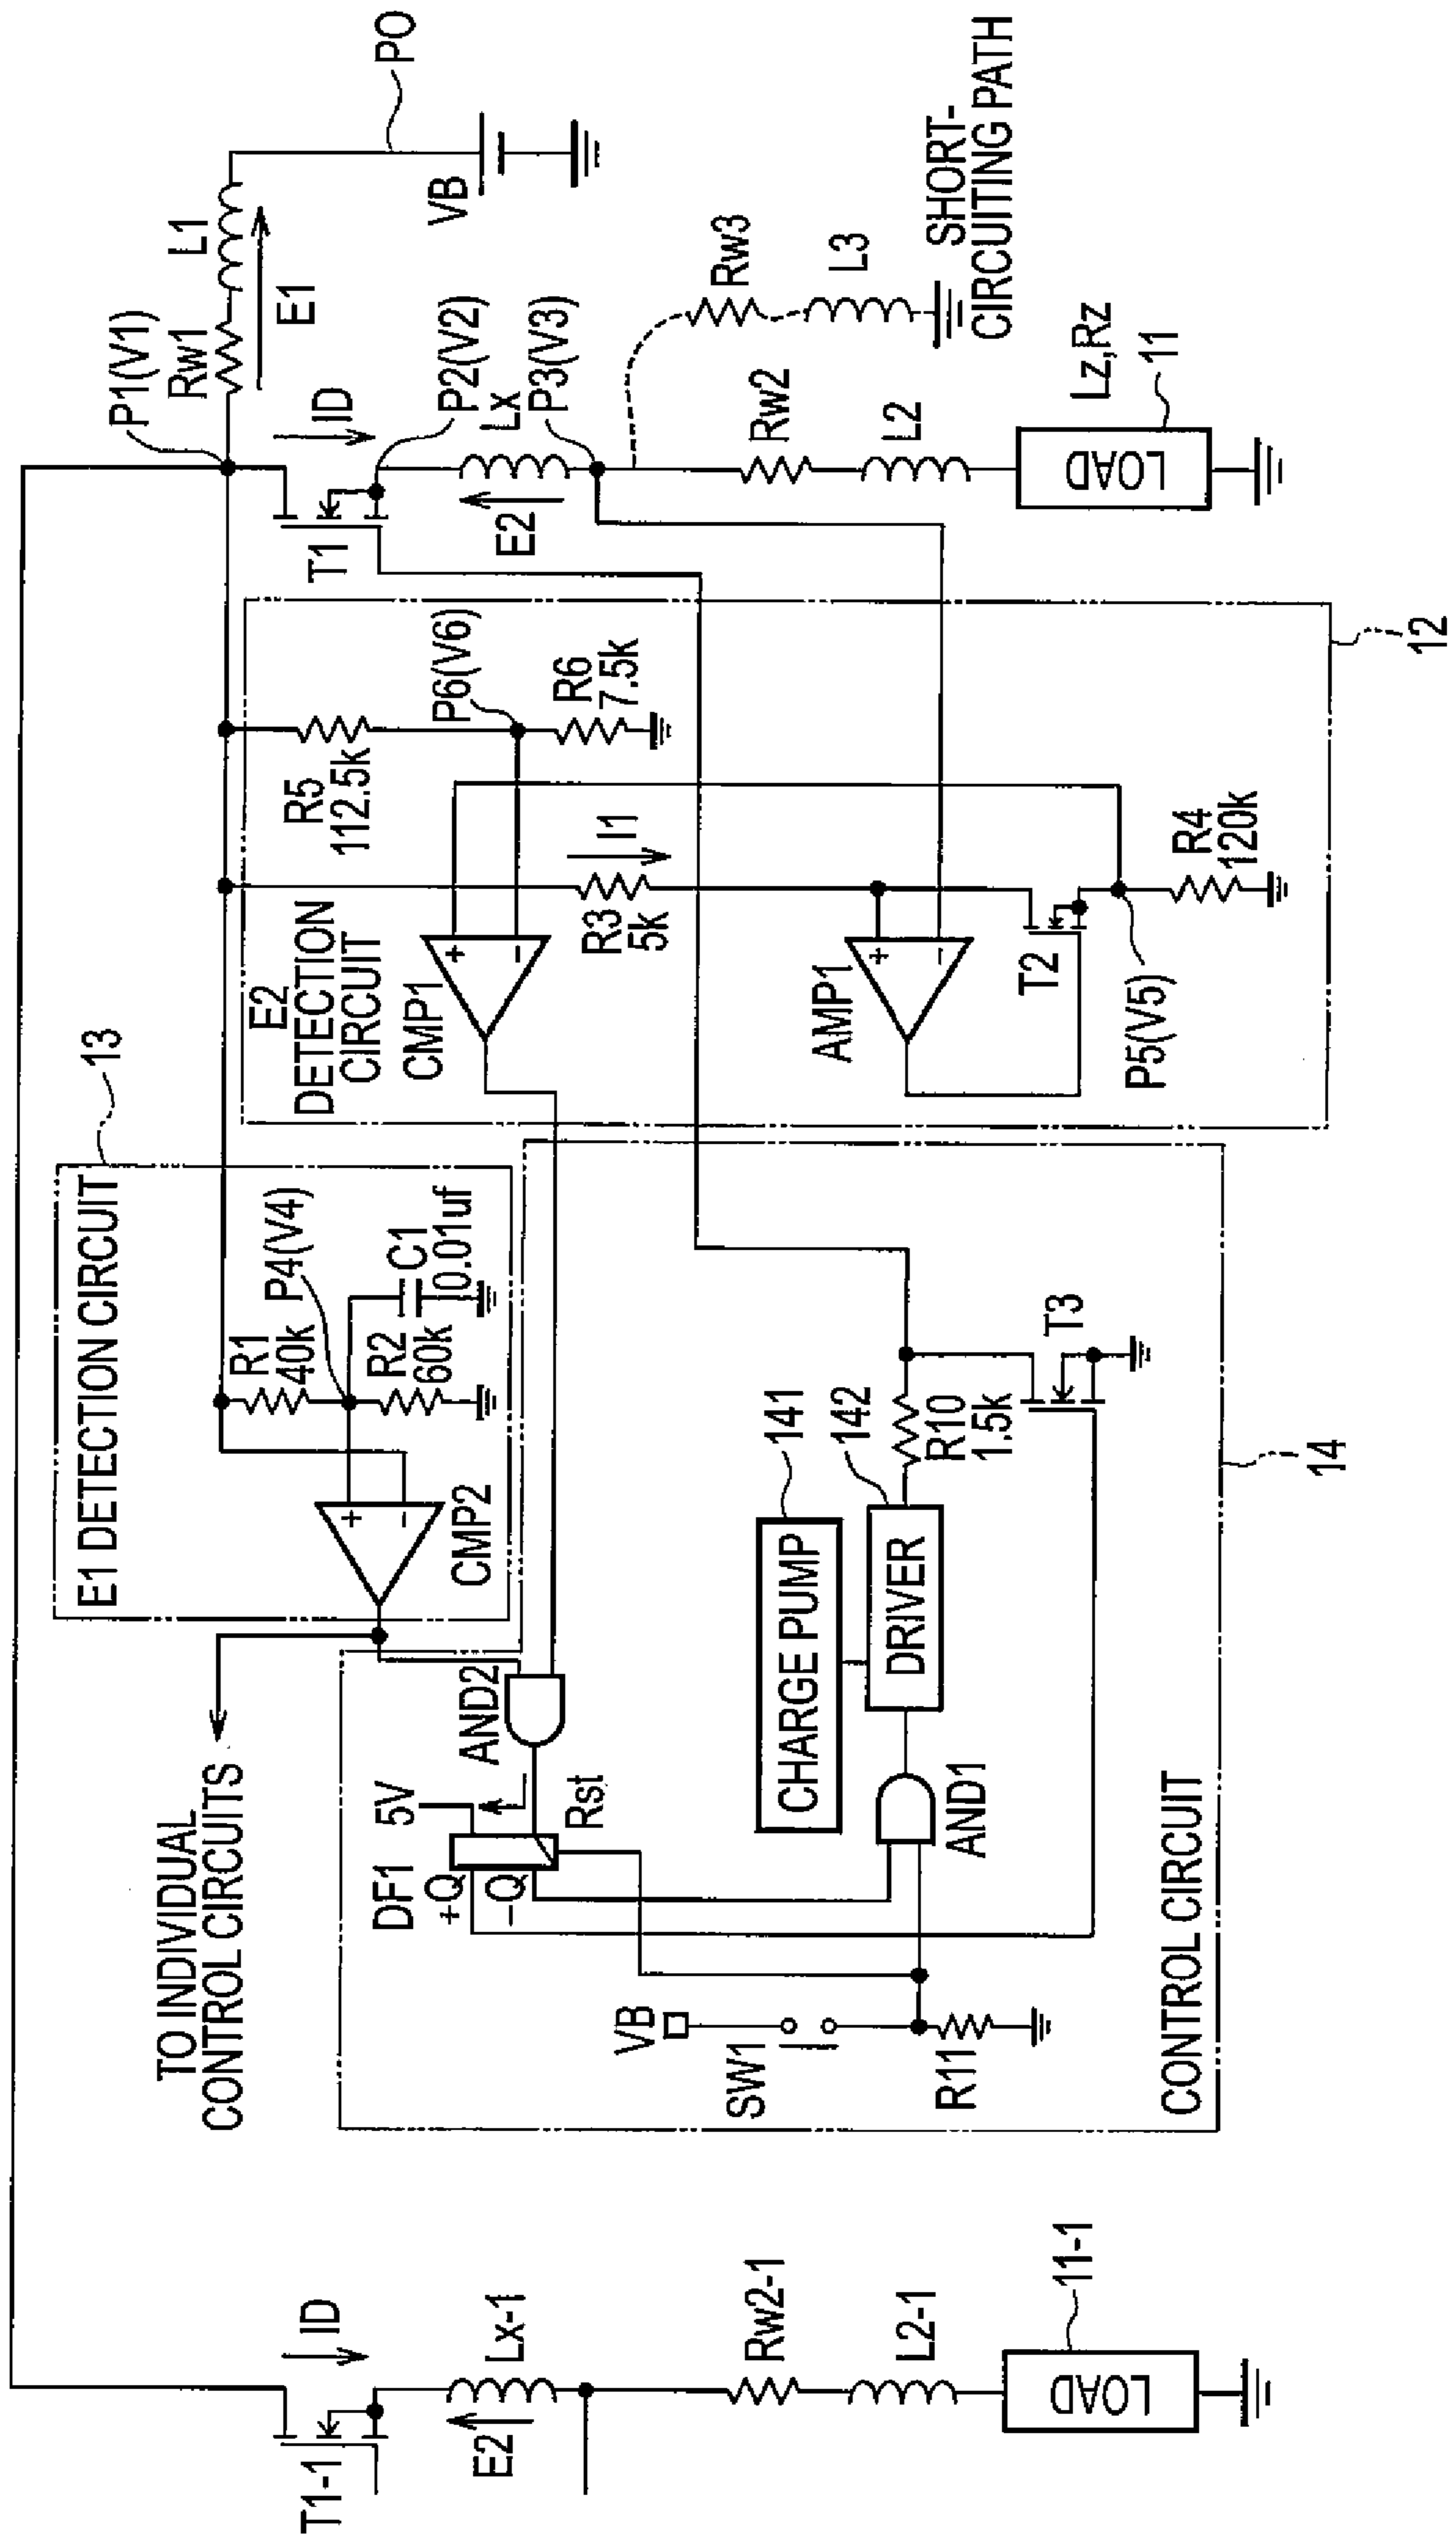 P1(V1)
Rw1
L1
E1
PO
VB
ID
T1
P2(V2)
Lx
P3(V3)
E2
Rw3
L3
SHORT-
CIRCUITING PATH
Rw2
L2
Lz,Rz
LOAD
11
12
E2
DETECTION
CIRCUIT
R5
112.5k
P6(V6)
R6
7.5k
CMP1
+
–
R3
5k
I1
AMP1
+
–
T2
P5(V5)
R4
120k
13
E1 DETECTION CIRCUIT
R1
40k
P4(V4)
R2
60k
C1
0.01uf
CMP2
+
–
TO INDIVIDUAL
CONTROL CIRCUITS
AND2
5V
DF1
+Q
–Q
Rst
CHARGE PUMP
141
DRIVER
142
R10
1.5k
T3
AND1
VB
SW1
R11
CONTROL CIRCUIT
14
T1-1
ID
Lx-1
E2
Rw2-1
L2-1
LOAD
11-1